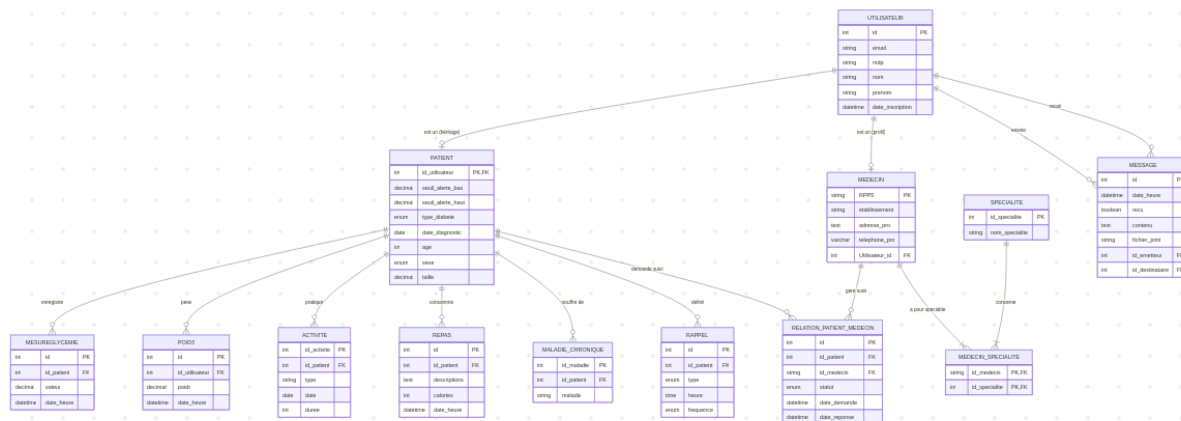 UTILISATEUR
int id PK
string email
string mdp
string nom
string prenom
datetime date_inscription
est un (héritage)
est un (profil)
envoie
recoit
PATIENT
int id_utilisateur PK,FK
decimal seuil_alerte_bas
decimal seuil_alerte_haut
enum type_diabete
date date_diagnostic
int age
enum sexe
decimal taille
MEDECIN
string RPPS PK
string etablissement
text adresse_pro
varchar telephone_pro
int Utilisateur_id FK
SPECIALITE
int id_specialite PK
string nom_specialite
MESSAGE
int id
datetime date_heure
boolean recu
text contenu
string fichier_joint
int id_emetteur
int id_destinataire
enregistre
pese
pratique
consomme
souffre de
definit
demande suivi
gere suivi
a pour specialite
concerne
MESUREGLYCEMIE
int id PK
int id_patient FK
decima valeur
datetime date_heure
POIDS
int id PK
int id_utilisateur FK
decimal poids
datetime date_heure
ACTIVITE
int id_activite PK
int id_patient FK
string type
date date
int duree
REPAS
int id PK
int id_patient FK
text descriptions
int calories
datetime date_heure
MALADIE_CHRONIQUE
int id_maladie PK
int id_patient FK
string maladie
RAPPEL
int id PK
int id_patient FK
enum type
time heure
enum frequence
RELATION_PATIENT_MEDECIN
int id PK
int id_patient FK
string id_medecin FK
enum statut
datetime date_demande
datetime date_reponse
MEDECIN_SPECIALITE
string id_medecin PK,FK
int id_specialite PK,FK